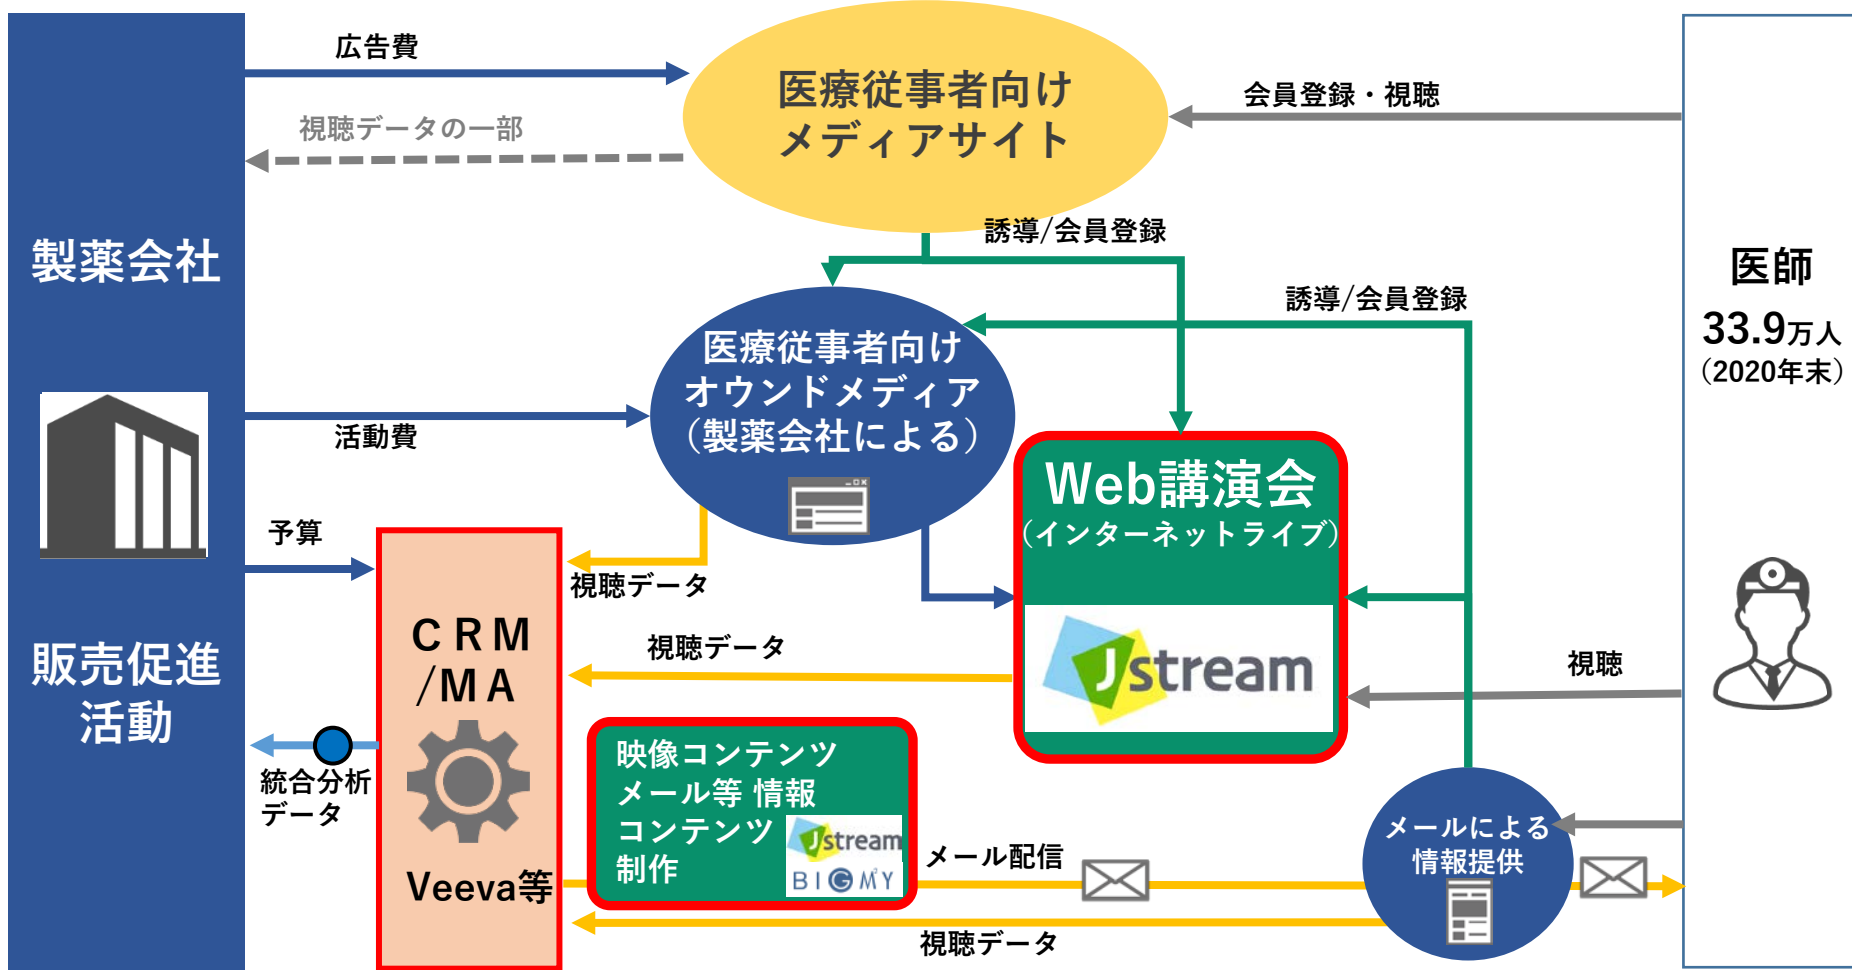 広告費
視聴データの一部
医療従事者向け
メディアサイト
会員登録・視聴
誘導/会員登録
誘導/会員登録
製薬会社
販売促進
活動
医師
33.9万人
（2020年末）
医療従事者向け
オウンドメディア
（製薬会社による）
活動費
予算
視聴データ
Web講演会
（インターネットライブ）
Jstream
視聴データ
視聴
CRM
/MA
Veeva等
統合分析
データ
映像コンテンツ
メール等 情報
コンテンツ
制作
Jstream
BIGMY
メール配信
メールによる
情報提供
視聴データ